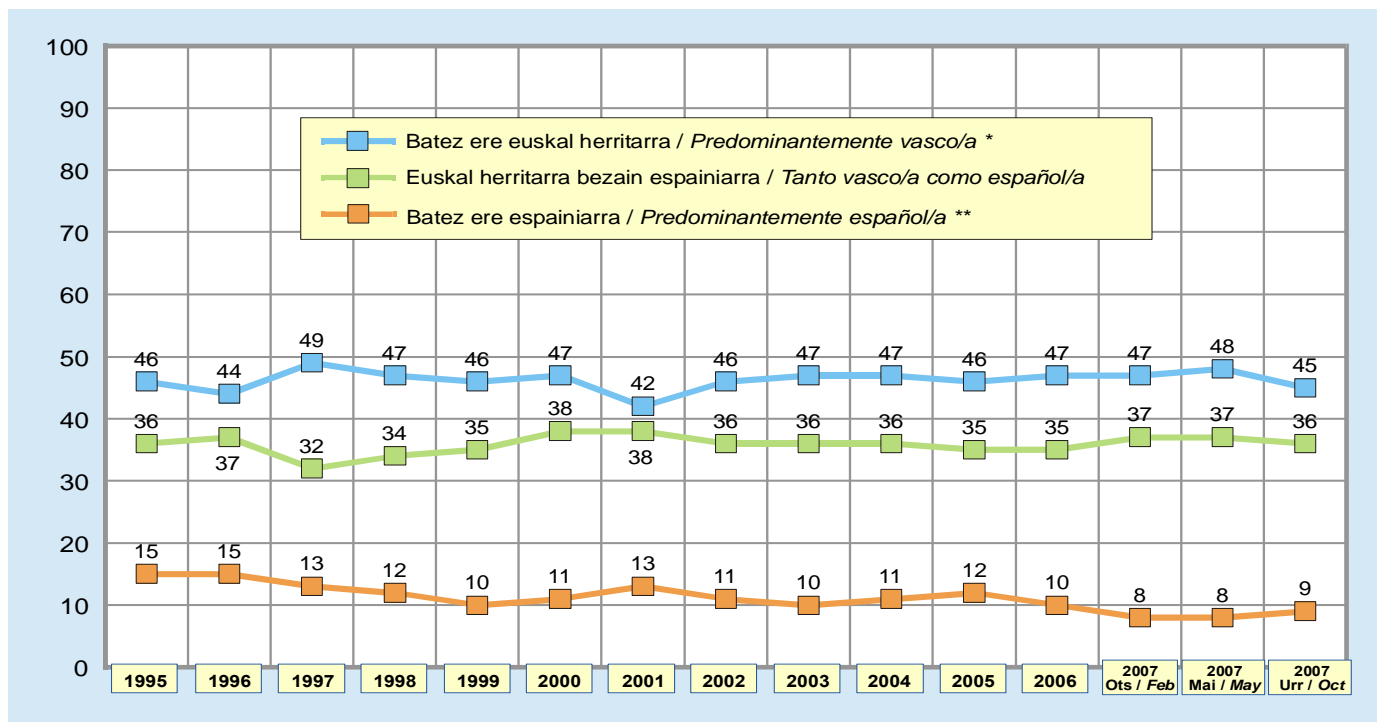 100
90
80
70
60
50
40
30
20
10
0
Batez ere euskal herritarra / Predominantemente vasco/a *
Euskal herritarra bezain espainiarra / Tanto vasco/a como español/a
Batez ere espainiarra / Predominantemente español/a **
46 44 49 47 46 47 42 46 47 47 46 47 47 48 45
36 37 32 34 35 38 38 36 36 36 35 35 37 37 36
15 15 13 12 10 11 13 11 10 11 12 10 8 8 9
1995 1996 1997 1998 1999 2000 2001 2002 2003 2004 2005 2006 2007 2007 2007
Ots / Feb Mai / May Urr / Oct